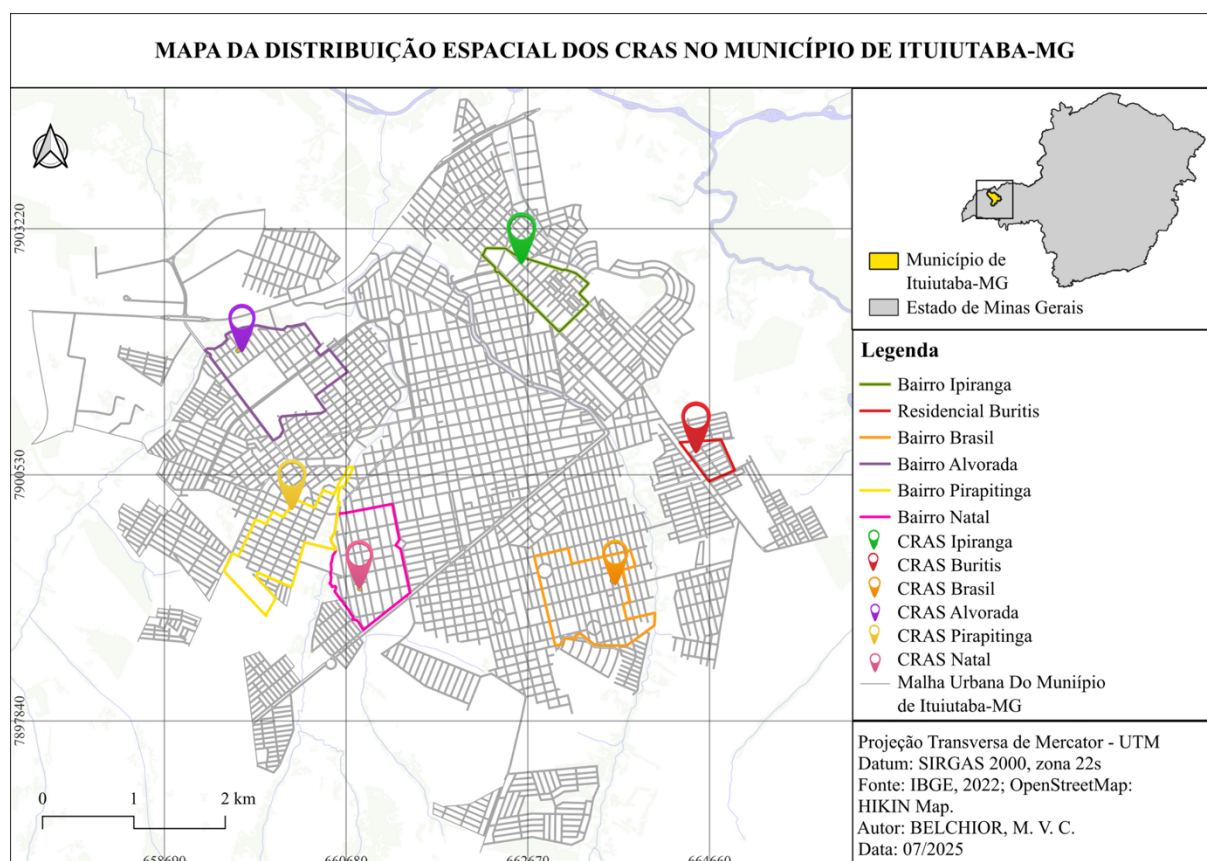 MAPA DA DISTRIBUIÇÃO ESPACIAL DOS CRAS NO MUNICÍPIO DE ITUIUTABA-MG
7903220
7900530
7897840
0 1 2 km
658690 660680 662670 664660
Município de
Ituiutaba-MG
Estado de Minas Gerais
Legenda
Bairro Ipiranga
Residencial Buritis
Bairro Brasil
Bairro Alvorada
Bairro Pirapitinga
Bairro Natal
CRAS Ipiranga
CRAS Buritis
CRAS Brasil
CRAS Alvorada
CRAS Pirapitinga
CRAS Natal
Malha Urbana Do Muniípio
de Ituiutaba-MG
Projeção Transversa de Mercator - UTM
Datum: SIRGAS 2000, zona 22s
Fonte: IBGE, 2022; OpenStreetMap:
HIKIN Map.
Autor: BELCHIOR, M. V. C.
Data: 07/2025